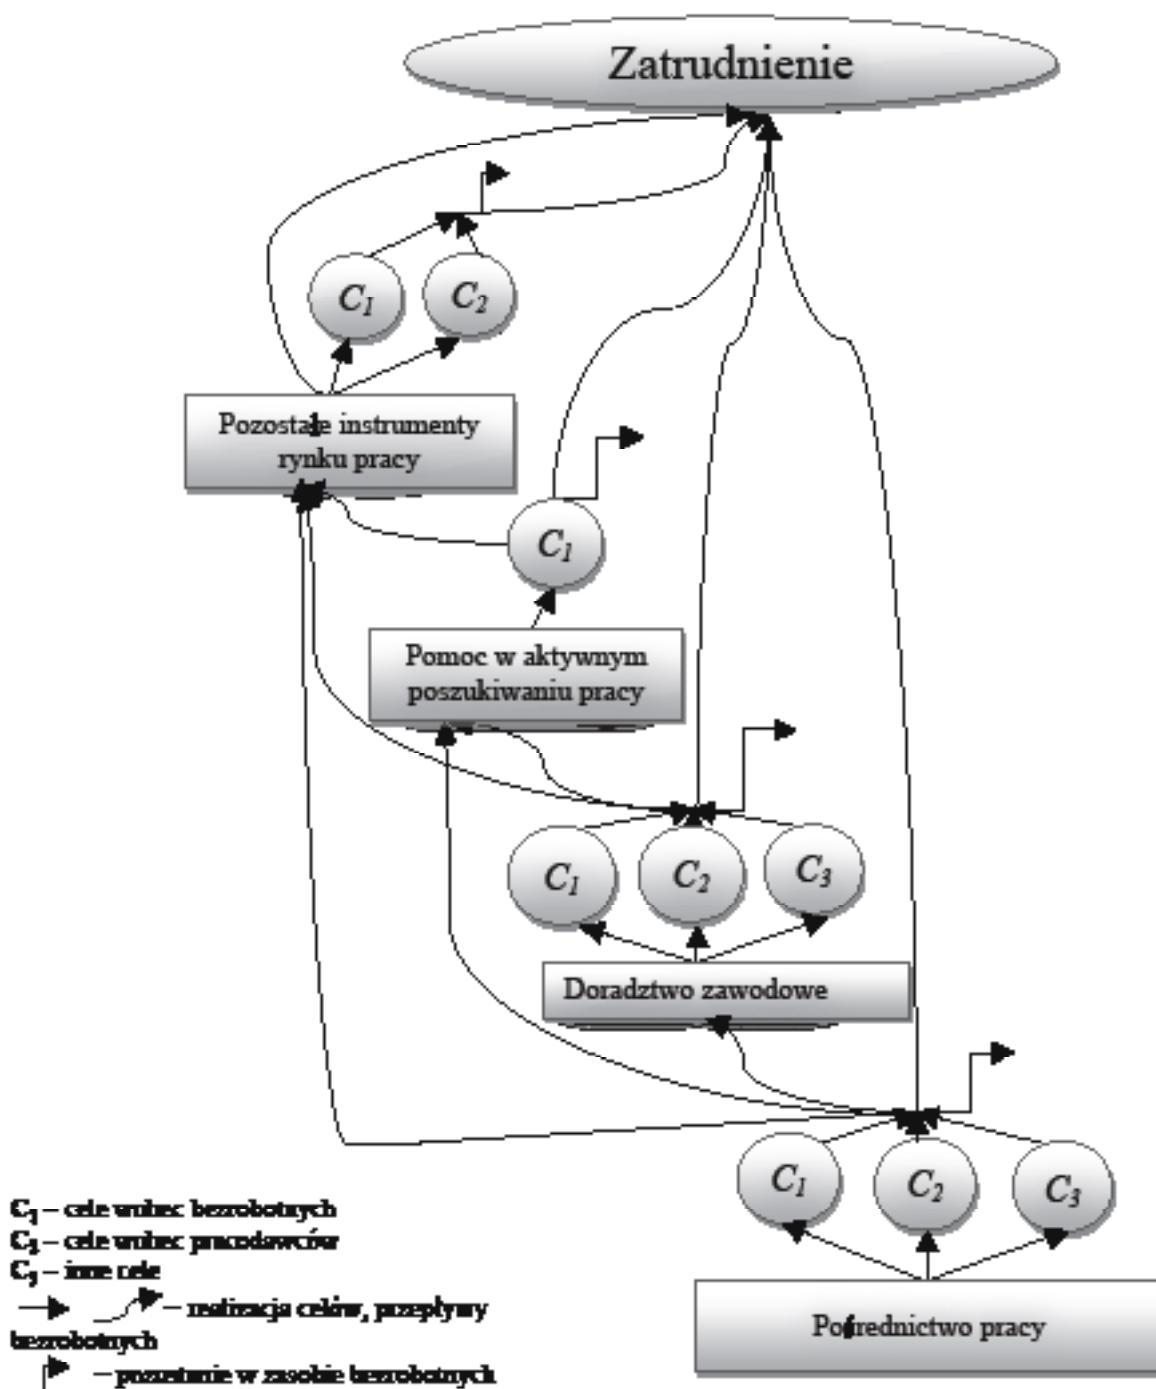 Zatrudnienie
C1 C2
Pozostałe instrumenty
rynku pracy
C1
Pomoc w aktywnym
poszukiwaniu pracy
C1 C2 C3
Doradztwo zawodowe
C1 C2 C3
Pośrednictwo pracy
C1 – cele wobec bezrobotnych
C2 – cele wobec pracodawców
C3 – inne cele
– realizacja celów, przepływy
bezrobotnych
– pozostanie w zasobie bezrobotnych